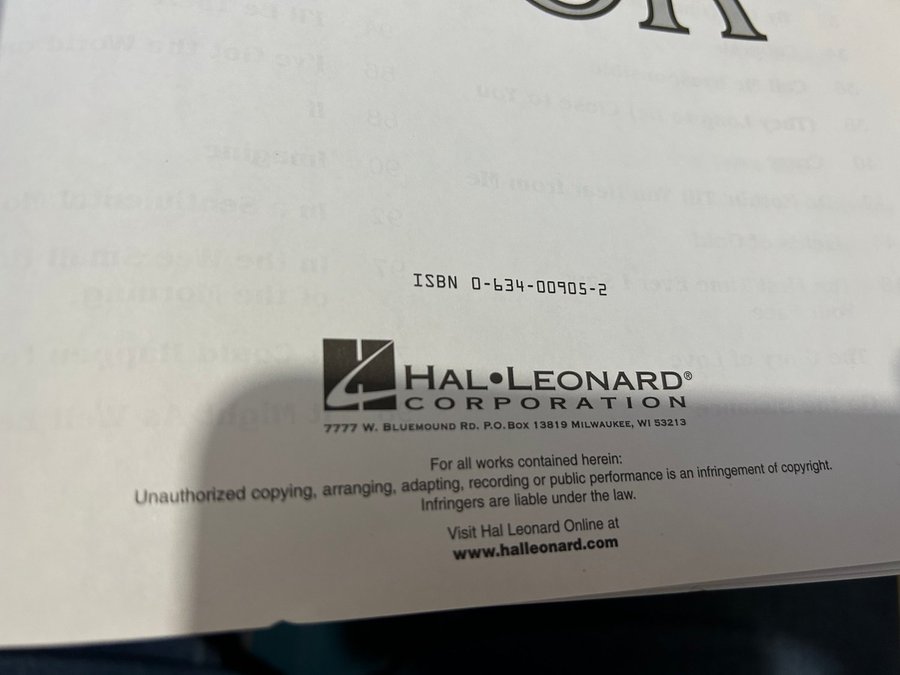 ISBN 0-634-00905-2
HAL•LEONARD®
CORPORATION
7777 W. BLUEMOUND RD. P.O. BOX 13819 MILWAUKEE, WI 53213
For all works contained herein:
Unauthorized copying, arranging, adapting, recording or public performance is an infringement of copyright.
Infringers are liable under the law.
Visit Hal Leonard Online at
www.halleonard.com